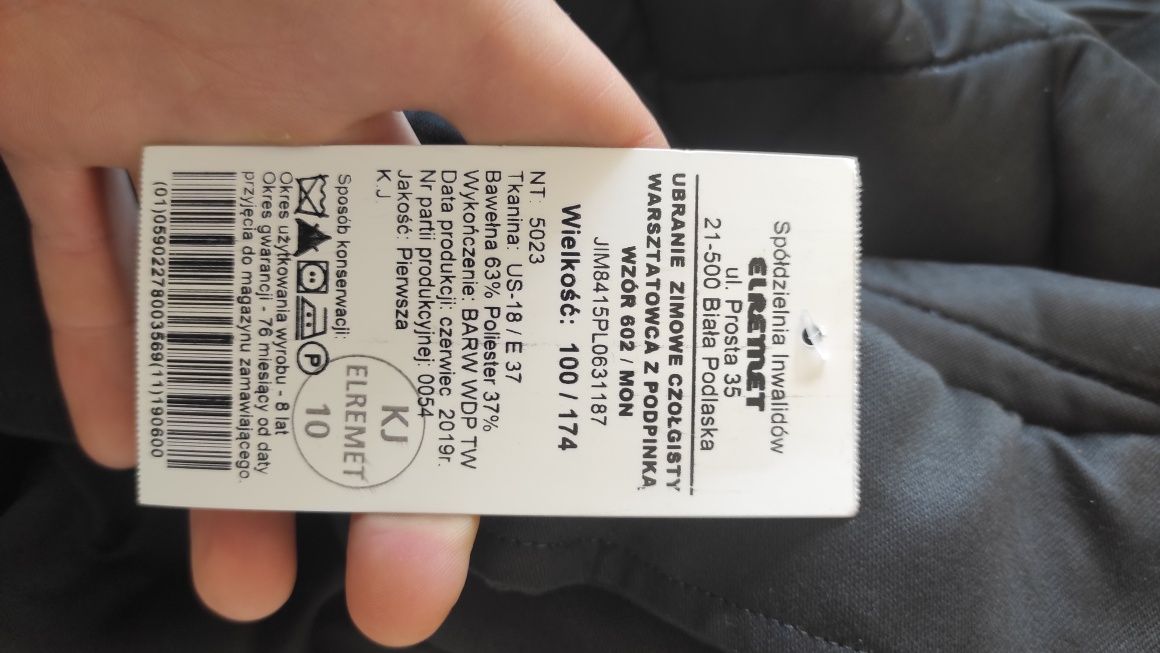 Spółdzielnia Inwalidów
ELREMET
ul. Prosta 35
21-500 Biała Podlaska
UBRANIE ZIMOWE CZOŁGISTY
WARSZTATOWCA Z PODPINKĄ
WZÓR 602 / MON
JIM8415PL0631187
Wielkość: 100 / 174
NT: 5023
Tkanina: US-18 / E 37
Bawełna 63% Poliester 37%
Wykończenie: BARW WDP TW
Data produkcji: czerwiec 2019r.
Nr partii produkcyjnej: 0054
Jakość: Pierwsza
K.J
KJ
ELREMET
10
Sposób konserwacji:
P
Okres użytkowania wyrobu - 8 lat
Okres gwarancji - 76 miesięcy od daty
przyjęcia do magazynu zamawiającego.
(01)05902278003569(11)190600